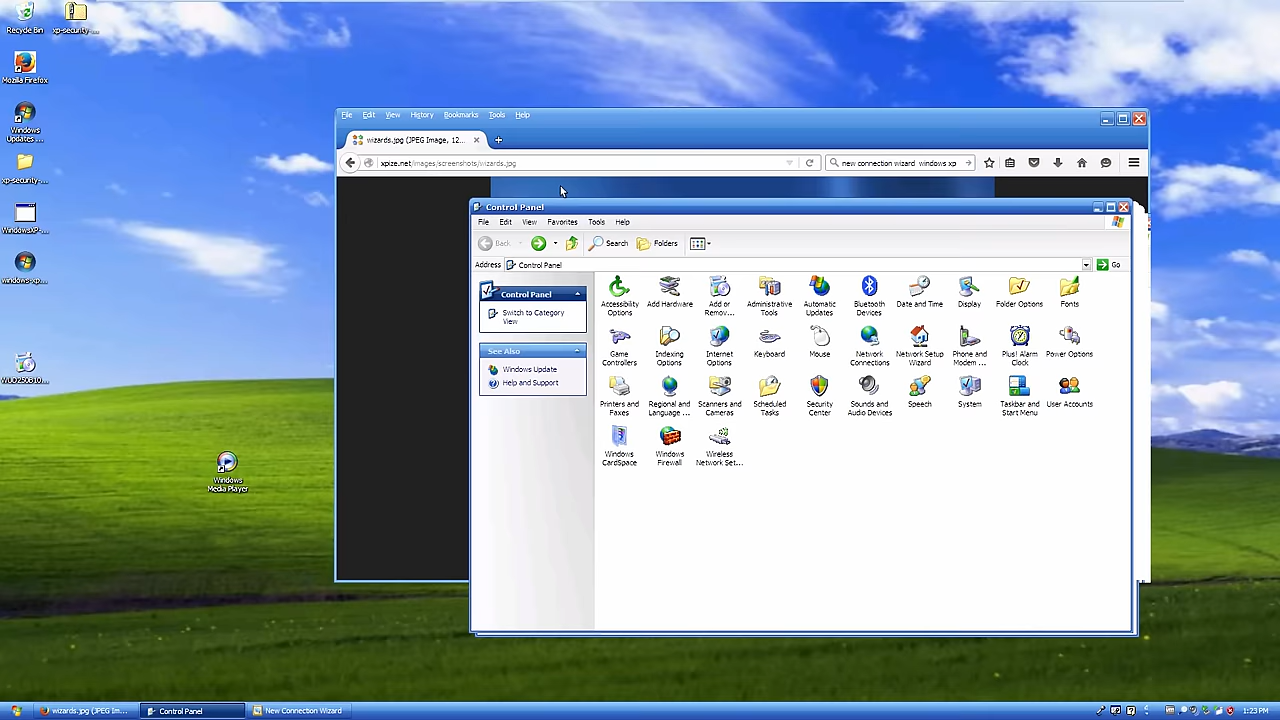 Recycle Bin
xp-security-...
Mozilla Firefox
Windows
Updates ...
xp-security-...
WindowsXP-...
windows-xp...
Windows
Media Player
File Edit View History Bookmarks Tools Help
wizards.jpg (JPEG Image, 12...
xpize.net/images/screenshots/wizards.jpg
new connection wizard windows xp
Control Panel
File Edit View Favorites Tools Help
Back Search Folders
Address Control Panel Go
Control Panel
Switch to Category
View
See Also
Windows Update
Help and Support
Accessibility
Options
Add Hardware
Add or
Remov...
Administrative
Tools
Automatic
Updates
Bluetooth
Devices
Date and Time
Display
Folder Options
Fonts
Game
Controllers
Indexing
Options
Internet
Options
Keyboard
Mouse
Network
Connections
Network Setup
Wizard
Phone and
Modem ...
Plus! Alarm
Clock
Power Options
Printers and
Faxes
Regional and
Language ...
Scanners and
Cameras
Scheduled
Tasks
Security
Center
Sounds and
Audio Devices
Speech
System
Taskbar and
Start Menu
User Accounts
Windows
CardSpace
Windows
Firewall
Wireless
Network Set...
wizards.jpg (JPEG Im...
Control Panel
New Connection Wizard
1:23 PM